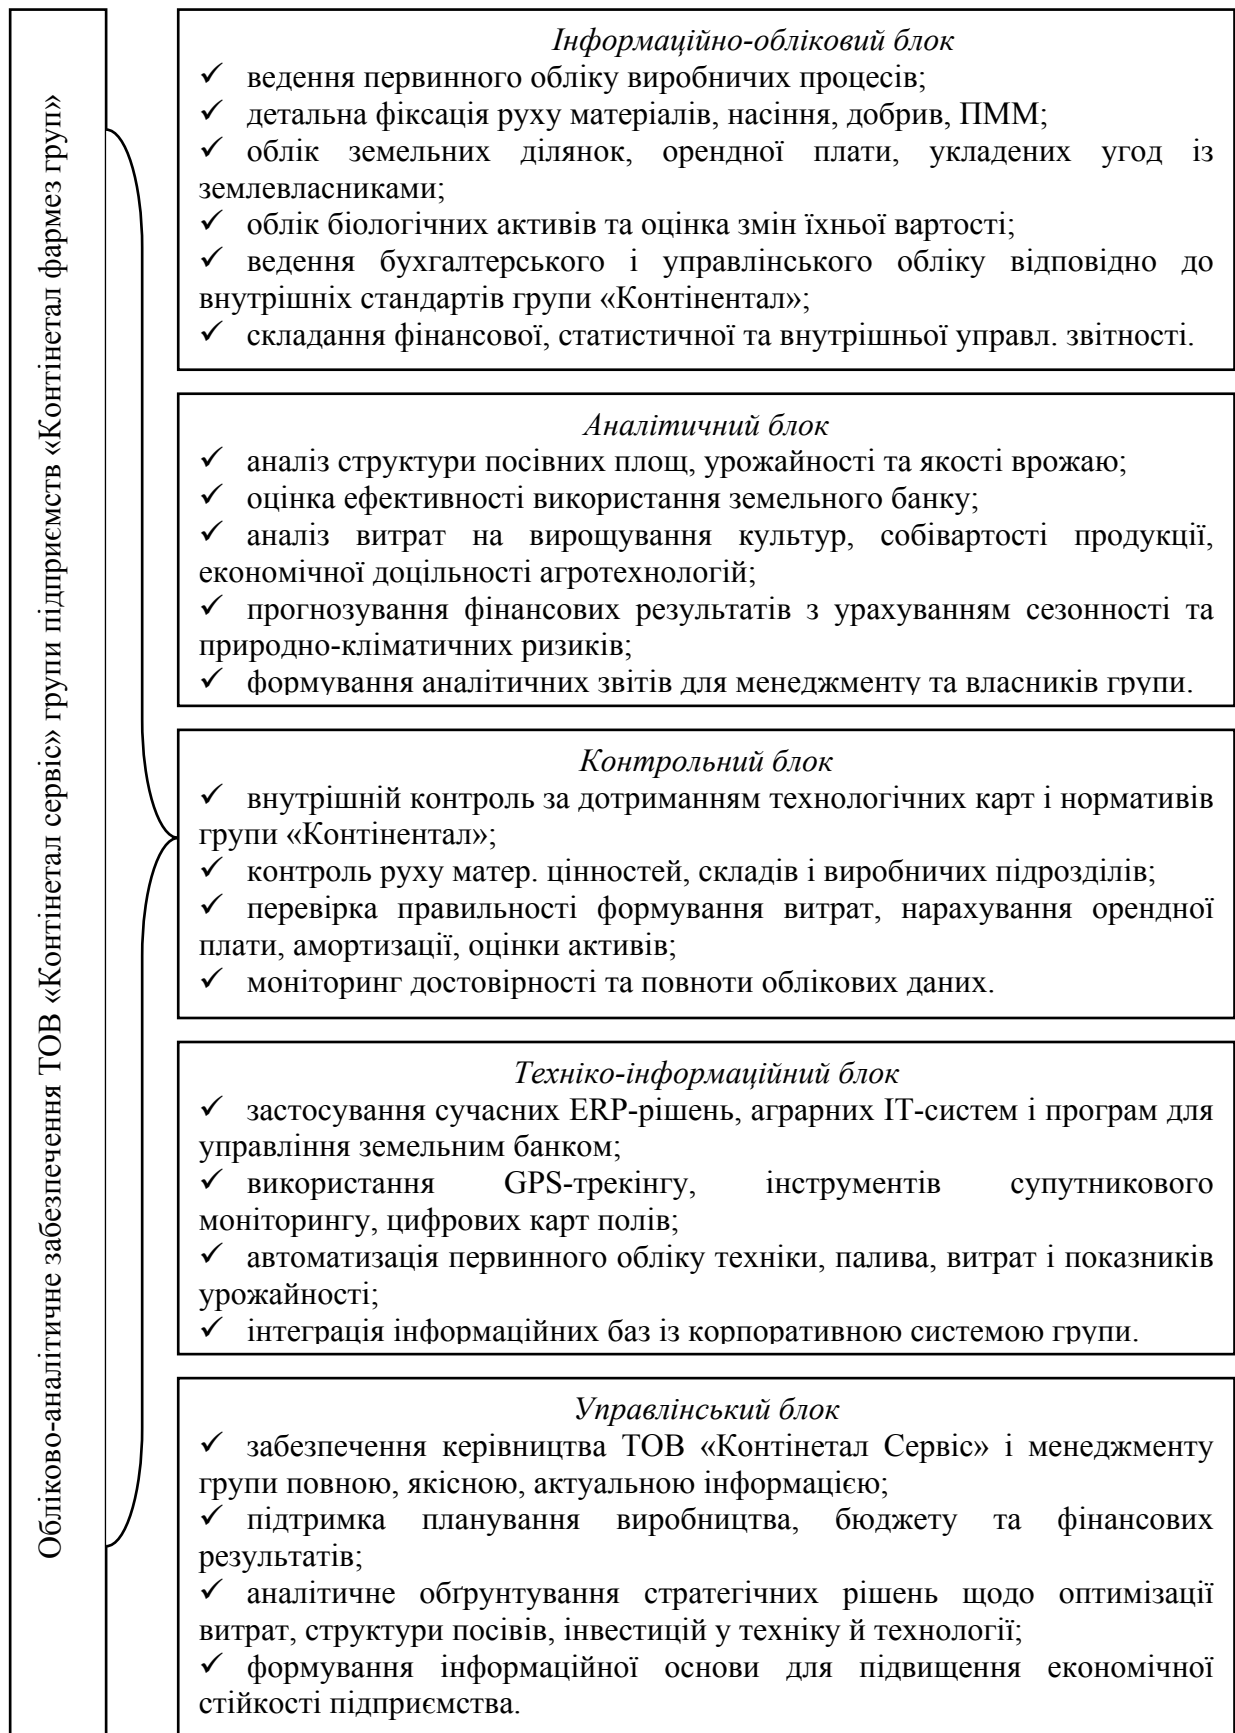 Обліково-аналітичне забезпечення ТОВ «Контінетал сервіс» групи підприємств «Контінетал фармез груп»
Інформаційно-обліковий блок
✓ ведення первинного обліку виробничих процесів;
✓ детальна фіксація руху матеріалів, насіння, добрив, ПММ;
✓ облік земельних ділянок, орендної плати, укладених угод із
землевласниками;
✓ облік біологічних активів та оцінка змін їхньої вартості;
✓ ведення бухгалтерського і управлінського обліку відповідно до
внутрішніх стандартів групи «Контінентал»;
✓ складання фінансової, статистичної та внутрішньої управл. звітності.
Аналітичний блок
✓ аналіз структури посівних площ, урожайності та якості врожаю;
✓ оцінка ефективності використання земельного банку;
✓ аналіз витрат на вирощування культур, собівартості продукції,
економічної доцільності агротехнологій;
✓ прогнозування фінансових результатів з урахуванням сезонності та
природно-кліматичних ризиків;
✓ формування аналітичних звітів для менеджменту та власників групи.
Контрольний блок
✓ внутрішній контроль за дотриманням технологічних карт і нормативів
групи «Контінентал»;
✓ контроль руху матер. цінностей, складів і виробничих підрозділів;
✓ перевірка правильності формування витрат, нарахування орендної
плати, амортизації, оцінки активів;
✓ моніторинг достовірності та повноти облікових даних.
Техніко-інформаційний блок
✓ застосування сучасних ERP-рішень, аграрних ІТ-систем і програм для
управління земельним банком;
✓ використання GPS-трекінгу, інструментів супутникового
моніторингу, цифрових карт полів;
✓ автоматизація первинного обліку техніки, палива, витрат і показників
урожайності;
✓ інтеграція інформаційних баз із корпоративною системою групи.
Управлінський блок
✓ забезпечення керівництва ТОВ «Контінетал Сервіс» і менеджменту
групи повною, якісною, актуальною інформацією;
✓ підтримка планування виробництва, бюджету та фінансових
результатів;
✓ аналітичне обґрунтування стратегічних рішень щодо оптимізації
витрат, структури посівів, інвестицій у техніку й технології;
✓ формування інформаційної основи для підвищення економічної
стійкості підприємства.